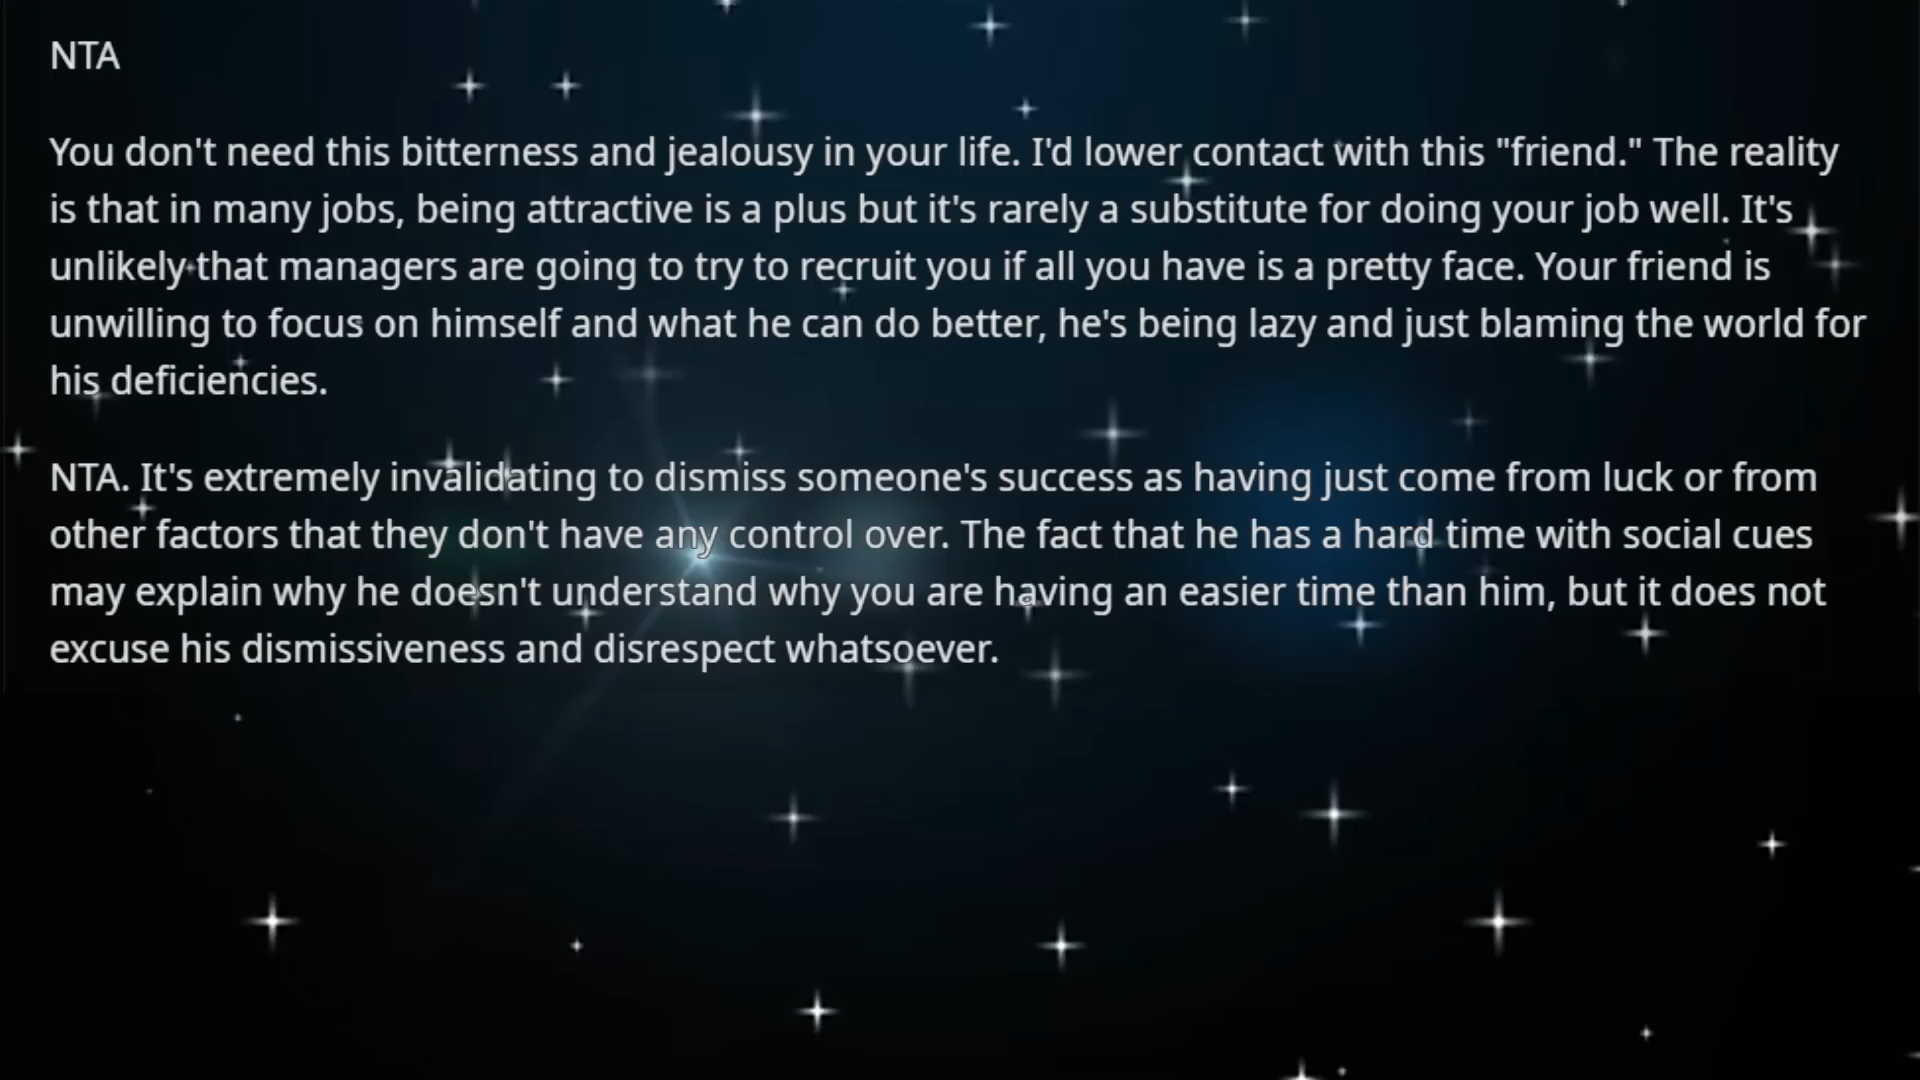 NTA
You don't need this bitterness and jealousy in your life. I'd lower contact with this "friend." The reality
is that in many jobs, being attractive is a plus but it's rarely a substitute for doing your job well. It's
unlikely that managers are going to try to recruit you if all you have is a pretty face. Your friend is
unwilling to focus on himself and what he can do better, he's being lazy and just blaming the world for
his deficiencies.
NTA. It's extremely invalidating to dismiss someone's success as having just come from luck or from
other factors that they don't have any control over. The fact that he has a hard time with social cues
may explain why he doesn't understand why you are having an easier time than him, but it does not
excuse his dismissiveness and disrespect whatsoever.